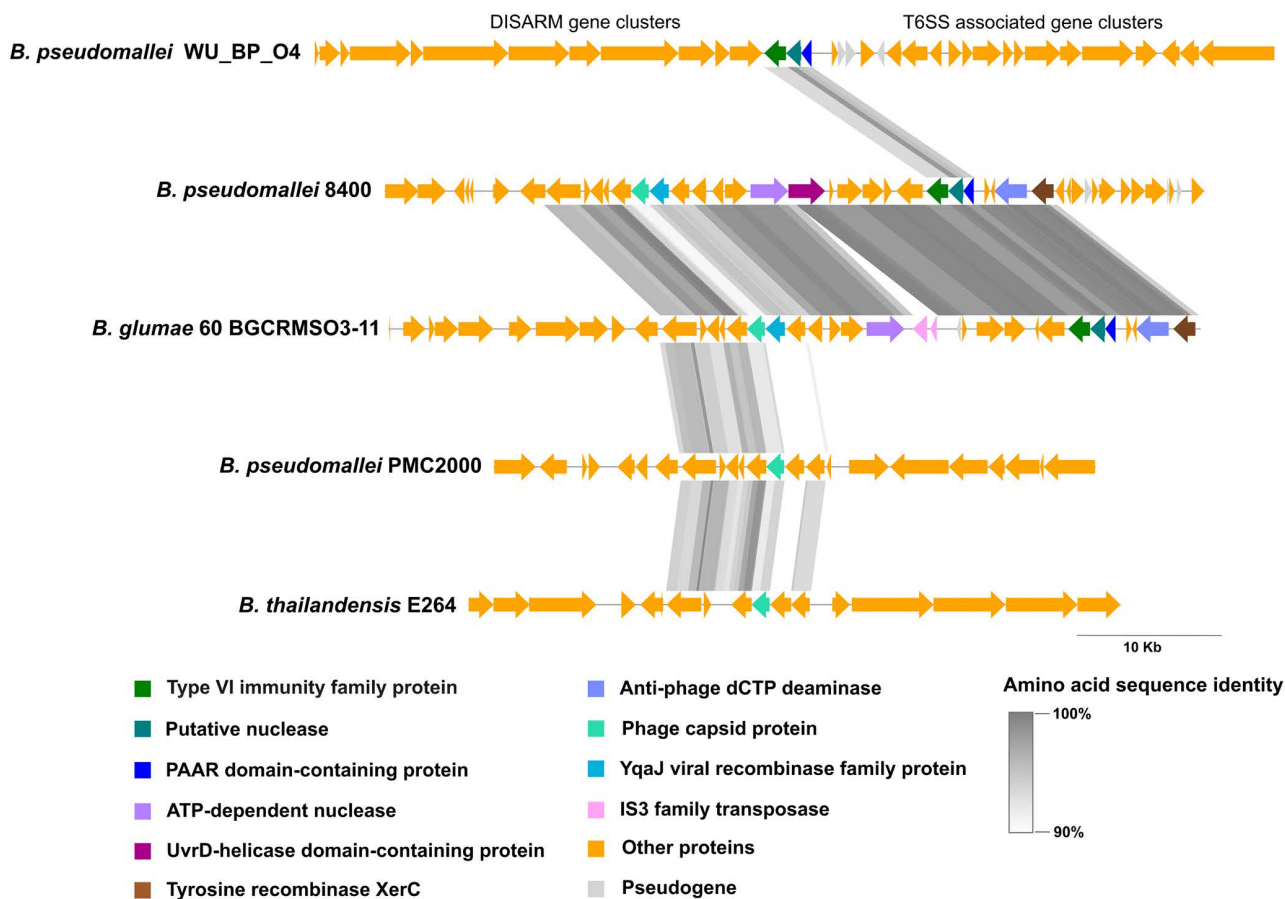 DISARM gene clusters
T6SS associated gene clusters
B. pseudomallei WU_BP_O4
B. pseudomallei 8400
B. glumae 60 BGCRMSO3-11
B. pseudomallei PMC2000
B. thailandensis E264
10 Kb
Type VI immunity family protein
Putative nuclease
PAAR domain-containing protein
ATP-dependent nuclease
UvrD-helicase domain-containing protein
Tyrosine recombinase XerC
Anti-phage dCTP deaminase
Phage capsid protein
YqaJ viral recombinase family protein
IS3 family transposase
Other proteins
Pseudogene
Amino acid sequence identity
100%
90%